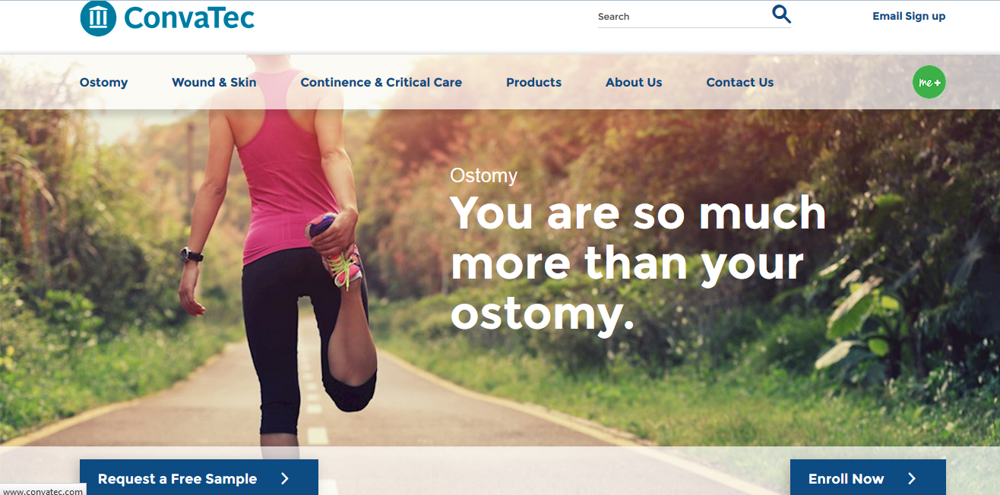 ConvaTec
Search
Email Sign up
Ostomy
Wound & Skin
Continence & Critical Care
Products
About Us
Contact Us
me+
Ostomy
You are so much
more than your
ostomy.
Request a Free Sample
Enroll Now
www.convatec.com